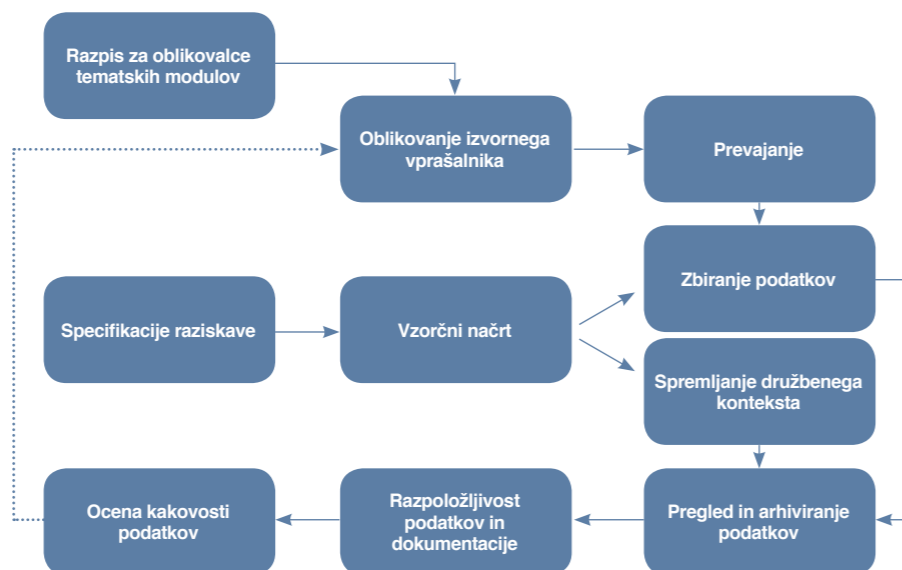 Razpis za oblikovalce
tematskih modulov
Oblikovanje izvornega
vprašalnika
Prevajanje
Zbiranje podatkov
Specifikacije raziskave
Vzorčni načrt
Spremljanje družbenega
konteksta
Ocena kakovosti
podatkov
Razpoložljivost
podatkov in
dokumentacije
Pregled in arhiviranje
podatkov